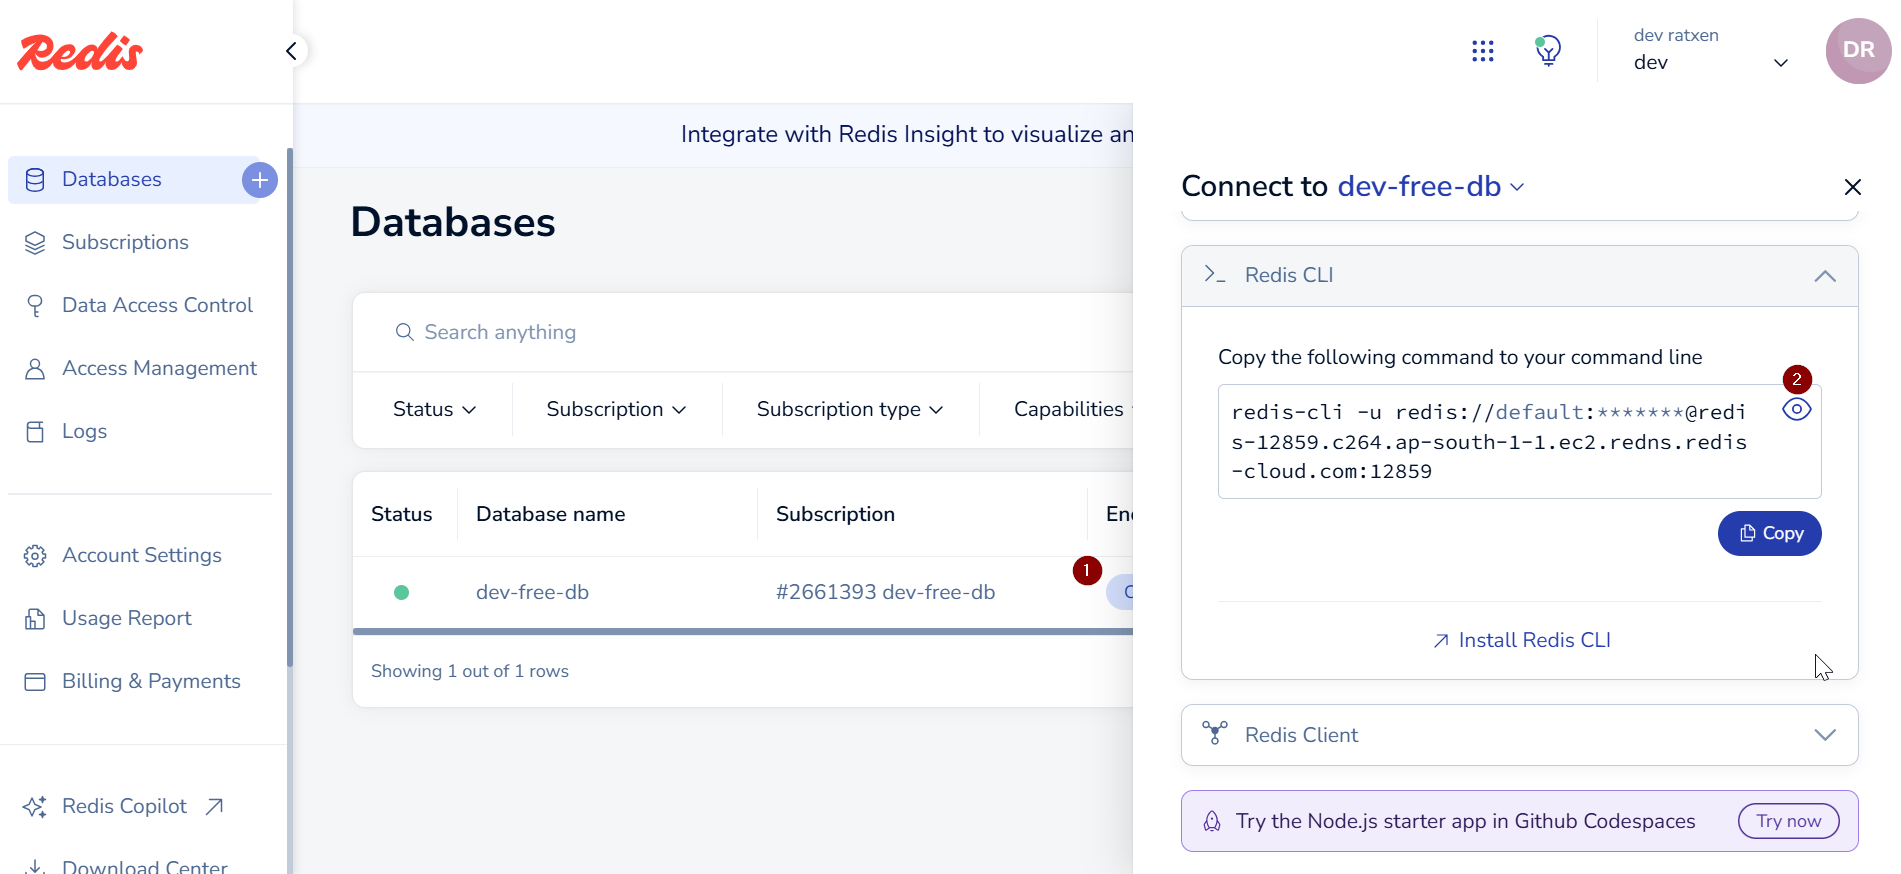 Redis
dev ratxen
dev
DR
Databases
Subscriptions
Data Access Control
Access Management
Logs
Account Settings
Usage Report
Billing & Payments
Redis Copilot
Download Center
Integrate with Redis Insight to visualize an
Databases
Search anything
Status
Subscription
Subscription type
Capabilities
Status Database name Subscription En
dev-free-db #2661393 dev-free-db 1 C
Showing 1 out of 1 rows
Connect to dev-free-db
Redis CLI
Copy the following command to your command line
2
redis-cli -u redis://default:*******@redi
s-12859.c264.ap-south-1-1.ec2.redns.redis
-cloud.com:12859
Copy
Install Redis CLI
Redis Client
Try the Node.js starter app in Github Codespaces Try now